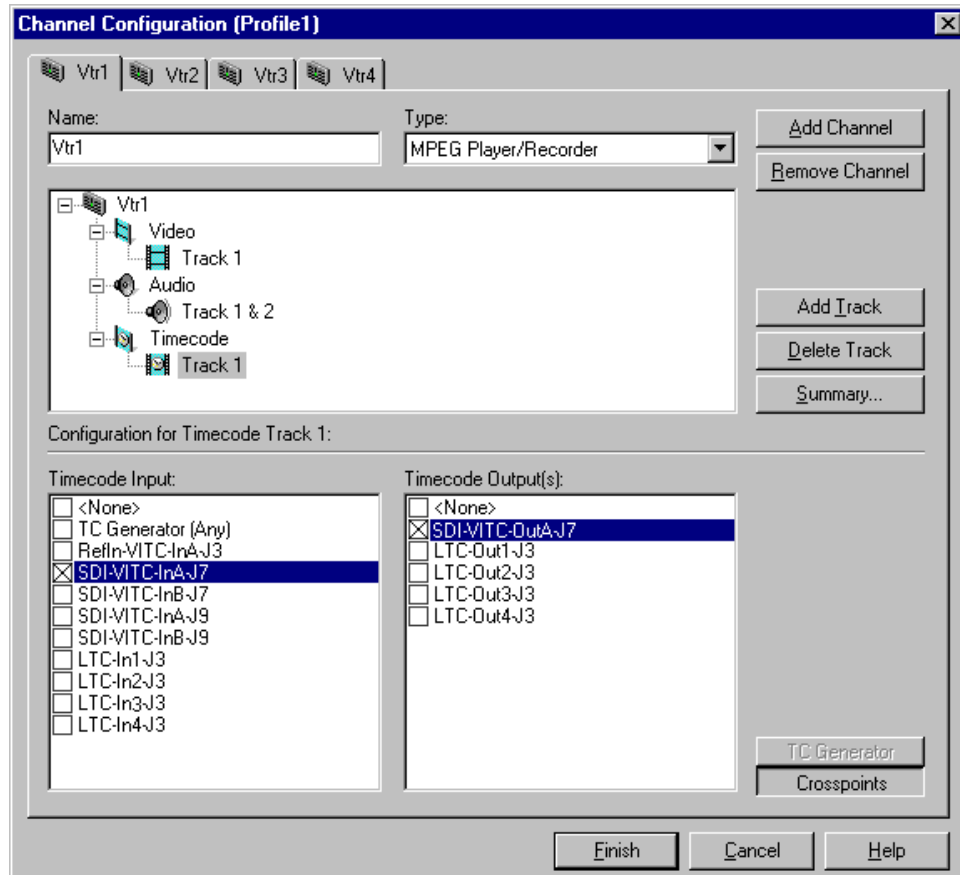 Channel Configuration (Profile1)
Vtr1 Vtr2 Vtr3 Vtr4
Name:
Type:
Vtr1
MPEG Player/Recorder
Add Channel
Remove Channel
Vtr1
Video
Track 1
Audio
Track 1 & 2
Timecode
Track 1
Add Track
Delete Track
Summary...
Configuration for Timecode Track 1:
Timecode Input:
<None>
TC Generator (Any)
RefIn-VITC-InA-J3
SDI-VITC-InA-J7
SDI-VITC-InB-J7
SDI-VITC-InA-J9
SDI-VITC-InB-J9
LTC-In1-J3
LTC-In2-J3
LTC-In3-J3
LTC-In4-J3
Timecode Output(s):
<None>
SDI-VITC-OutA-J7
LTC-Out1-J3
LTC-Out2-J3
LTC-Out3-J3
LTC-Out4-J3
TC Generator
Crosspoints
Finish
Cancel
Help